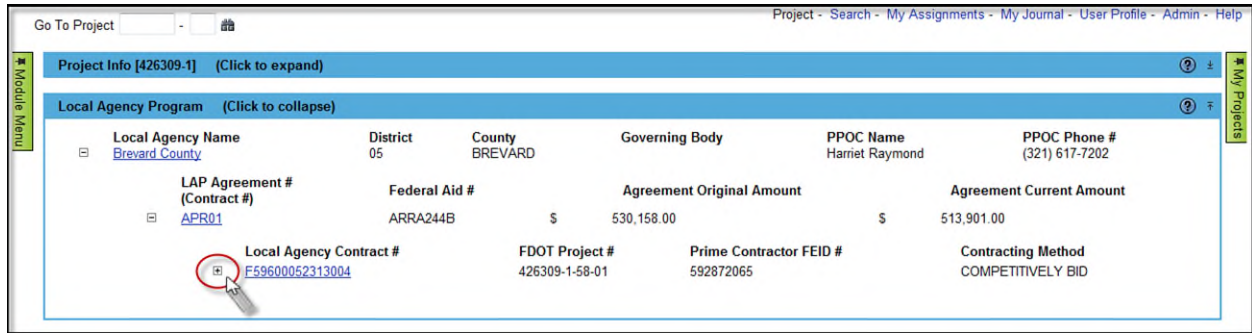 Project - Search - My Assignments - My Journal - User Profile - Admin - Help
Go To Project -
Module Menu
My Projects
Project Info [426309-1] (Click to expand)
Local Agency Program (Click to collapse)
Local Agency Name District County Governing Body PPOC Name PPOC Phone #
Brevard County 05 BREVARD Harriet Raymond (321) 617-7202
LAP Agreement # Federal Aid # Agreement Original Amount Agreement Current Amount
(Contract #)
APR01 ARRA244B $ 530,158.00 $ 513,901.00
Local Agency Contract # FDOT Project # Prime Contractor FEID # Contracting Method
F59600052313004 426309-1-58-01 592872065 COMPETITIVELY BID